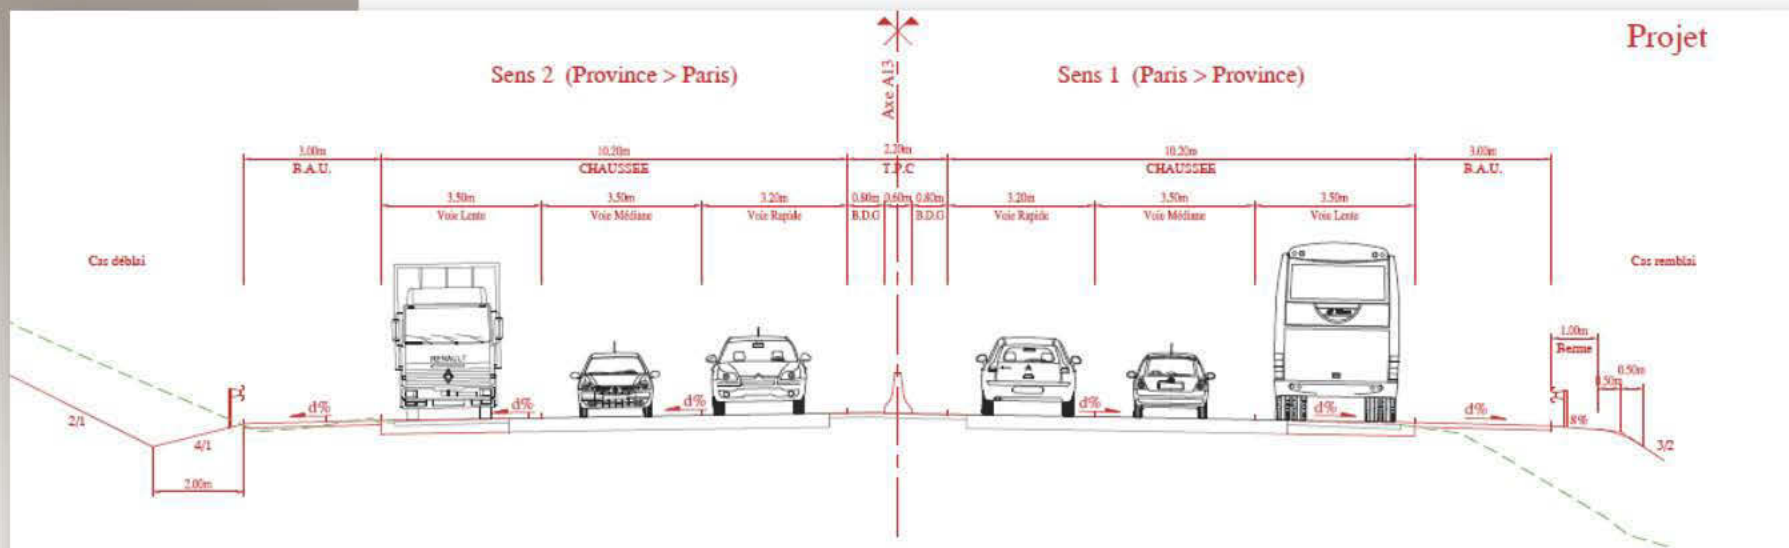 Projet
Sens 2 (Province > Paris)
Axe A13
Sens 1 (Paris > Province)
3.00m
10.20m
2.20m
10.20m
3.00m
B.A.U.
CHAUSSEE
T.P.C
CHAUSSEE
B.A.U.
3.50m
3.50m
3.20m
0.80m
0.60m
0.80m
3.20m
3.50m
3.50m
Voie Lente
Voie Médiane
Voie Rapide
B.D.G
B.D.G
Voie Rapide
Voie Médiane
Voie Lente
Cas déblai
Cas remblai
1.00m
Berme
RENAULT
0.50m
0.50m
d%
d%
d%
d%
d%
d%
8%
2/1
4/1
3/2
2.00m